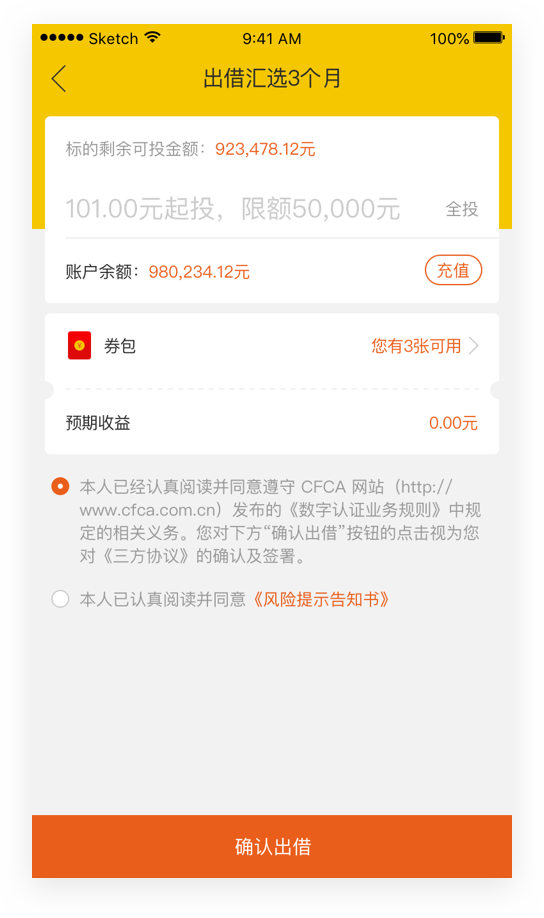 ●●●●● Sketch 9:41 AM 100%
出借汇选3个月
标的剩余可投金额：923,478.12元
101.00元起投，限额50,000元 全投
账户余额：980,234.12元 充值
券包 您有3张可用
预期收益 0.00元
本人已经认真阅读并同意遵守 CFCA 网站（http://
www.cfca.com.cn）发布的《数字认证业务规则》中规
定的相关义务。您对下方“确认出借”按钮的点击视为您
对《三方协议》的确认及签署。
本人已认真阅读并同意《风险提示告知书》
确认出借